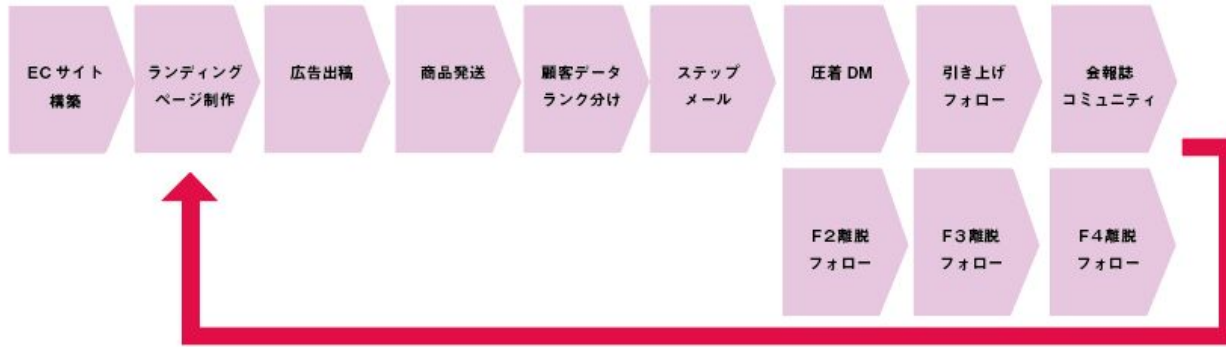 ECサイト
構築
ランディング
ページ制作
広告出稿
商品発送
顧客データ
ランク分け
ステップ
メール
圧着DM
引き上げ
フォロー
会報誌
コミュニティ
F2離脱
フォロー
F3離脱
フォロー
F4離脱
フォロー